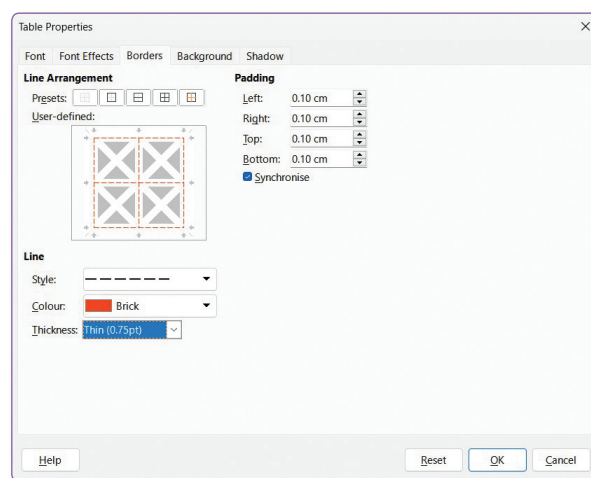 Table Properties
Font Font Effects Borders Background Shadow
Line Arrangement
Presets:
User-defined:
Padding
Left: 0.10 cm
Right: 0.10 cm
Top: 0.10 cm
Bottom: 0.10 cm
Synchronise
Line
Style:
Colour: Brick
Thickness: Thin (0.75pt)
Help Reset OK Cancel